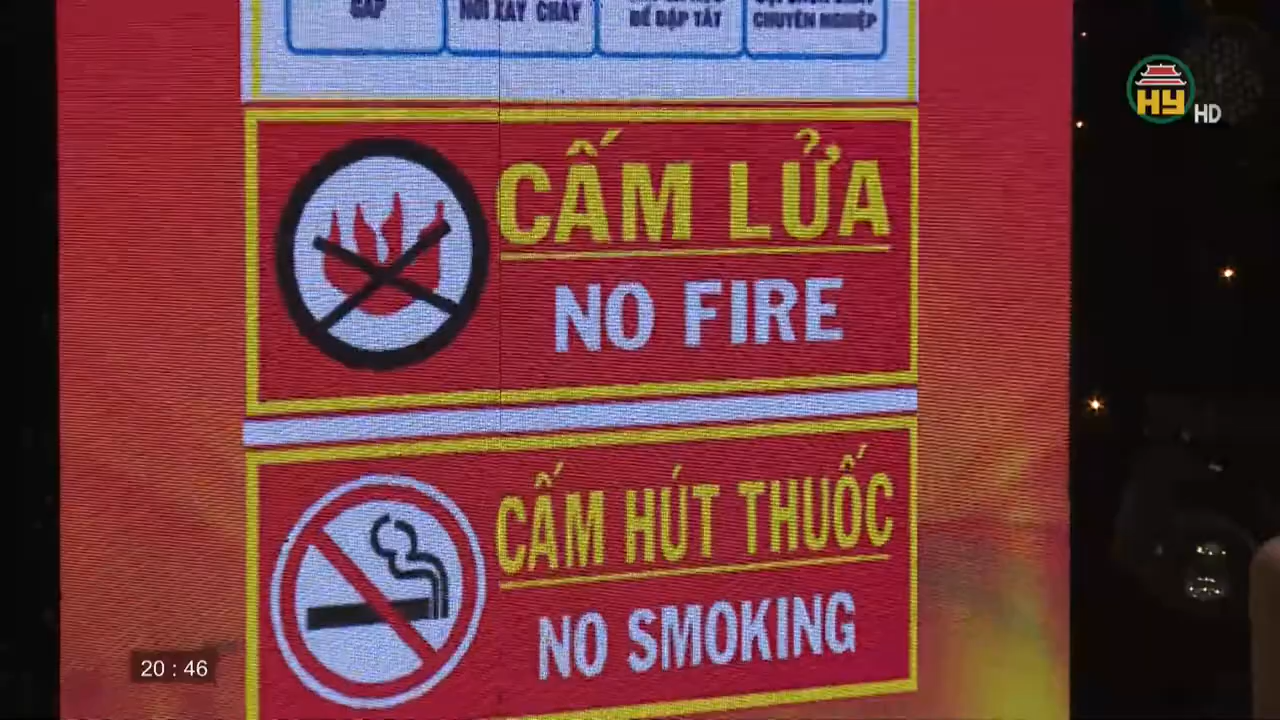 NƠI XẢY CHÁY
ĐỂ DẬP TẮT
CHUYÊN NGHIỆP
HY HD
CẤM LỬA
NO FIRE
CẤM HÚT THUỐC
NO SMOKING
20 : 46